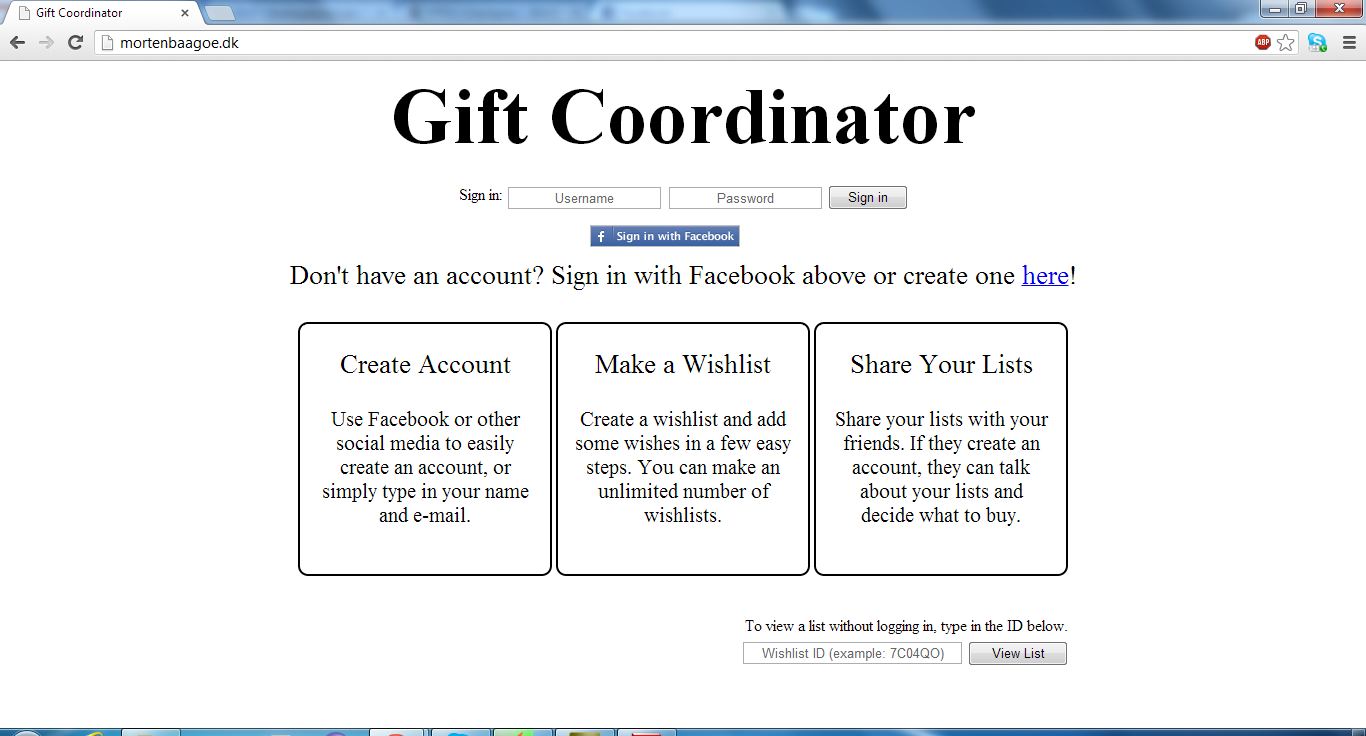 Gift Coordinator
mortenbaagoe.dk
ABP
Gift Coordinator
Sign in: Username Password Sign in
f Sign in with Facebook
Don't have an account? Sign in with Facebook above or create one here!
Create Account
Use Facebook or other
social media to easily
create an account, or
simply type in your name
and e-mail.
Make a Wishlist
Create a wishlist and add
some wishes in a few easy
steps. You can make an
unlimited number of
wishlists.
Share Your Lists
Share your lists with your
friends. If they create an
account, they can talk
about your lists and
decide what to buy.
To view a list without logging in, type in the ID below.
Wishlist ID (example: 7C04QO) View List